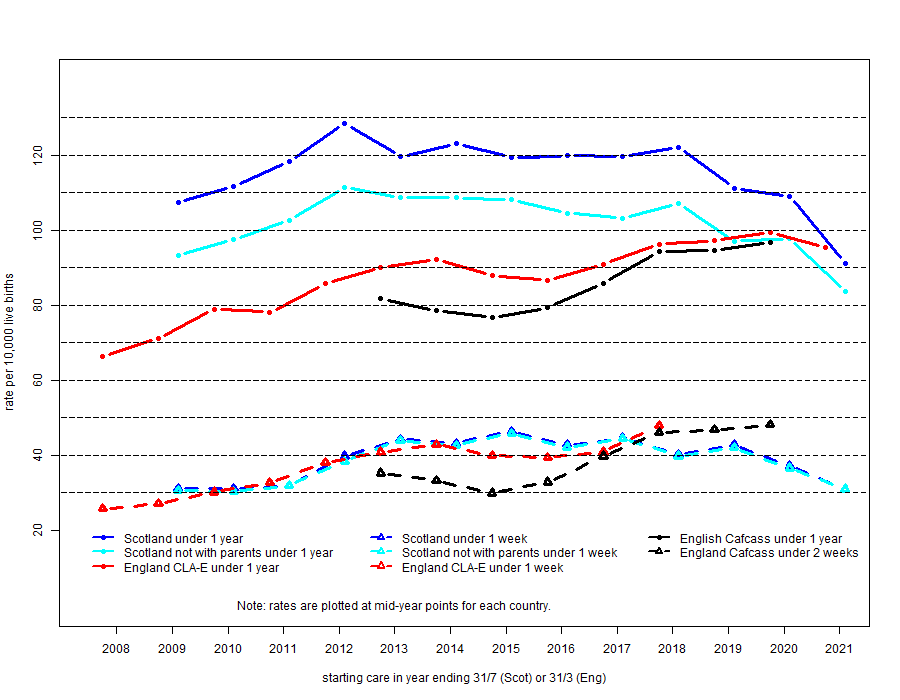 120
100
80
60
40
20
rate per 10,000 live births
Scotland under 1 year
Scotland not with parents under 1 year
England CLA-E under 1 year
Scotland under 1 week
Scotland not with parents under 1 week
England CLA-E under 1 week
English Cafcass under 1 year
England Cafcass under 2 weeks
Note: rates are plotted at mid-year points for each country.
2008 2009 2010 2011 2012 2013 2014 2015 2016 2017 2018 2019 2020 2021
starting care in year ending 31/7 (Scot) or 31/3 (Eng)